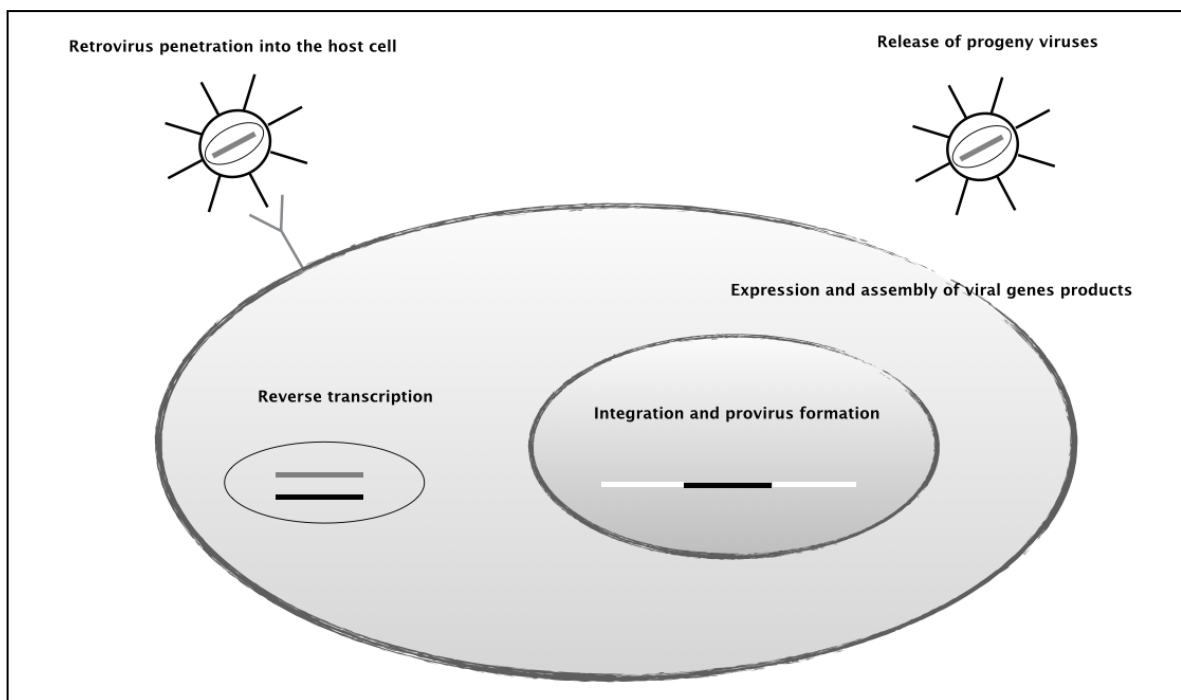 Retrovirus penetration into the host cell
Release of progeny viruses
Expression and assembly of viral genes products
Reverse transcription
Integration and provirus formation